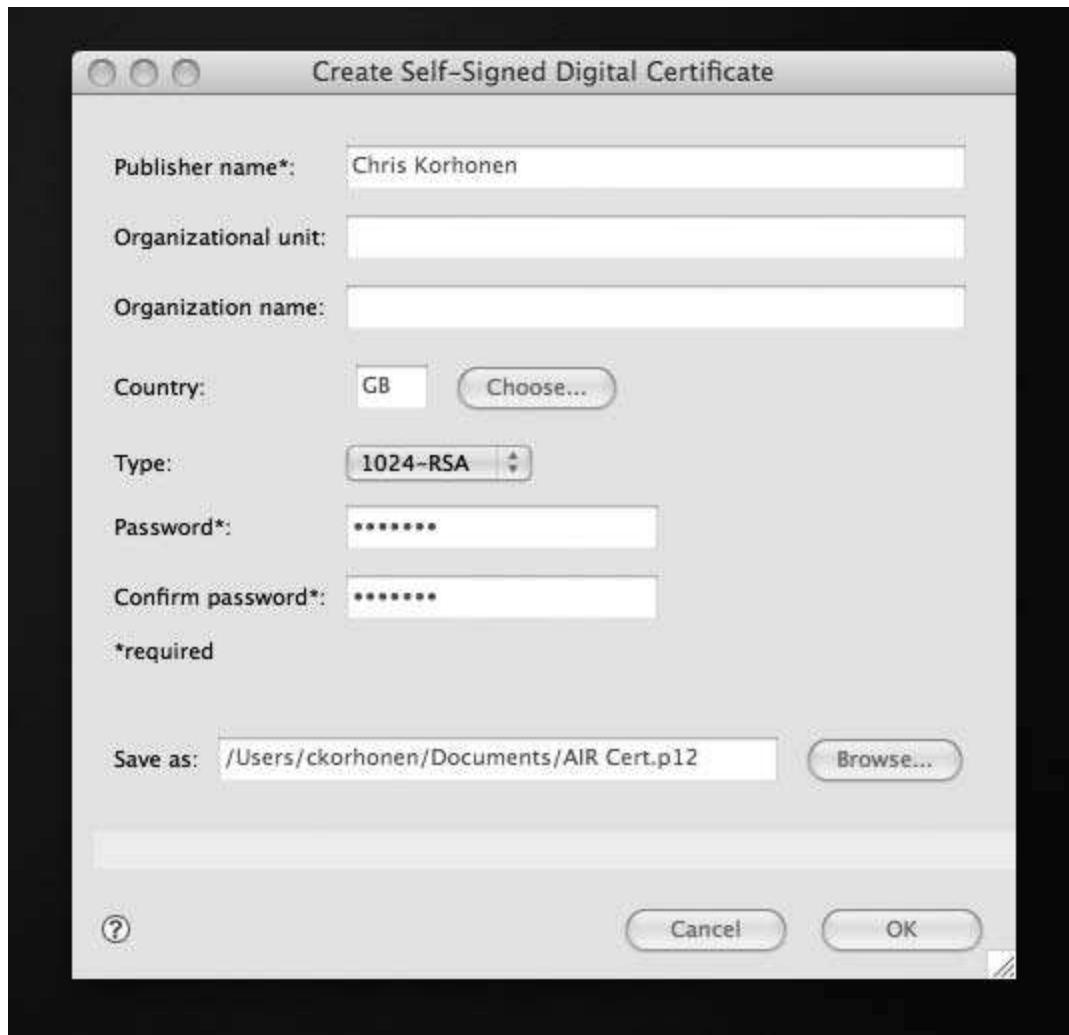 Create Self-Signed Digital Certificate
Publisher name*: Chris Korhonen
Organizational unit:
Organization name:
Country: GB Choose...
Type: 1024-RSA
Password*: •••••••
Confirm password*: •••••••
*required
Save as: /Users/ckorhonen/Documents/AIR Cert.p12 Browse...
? Cancel OK